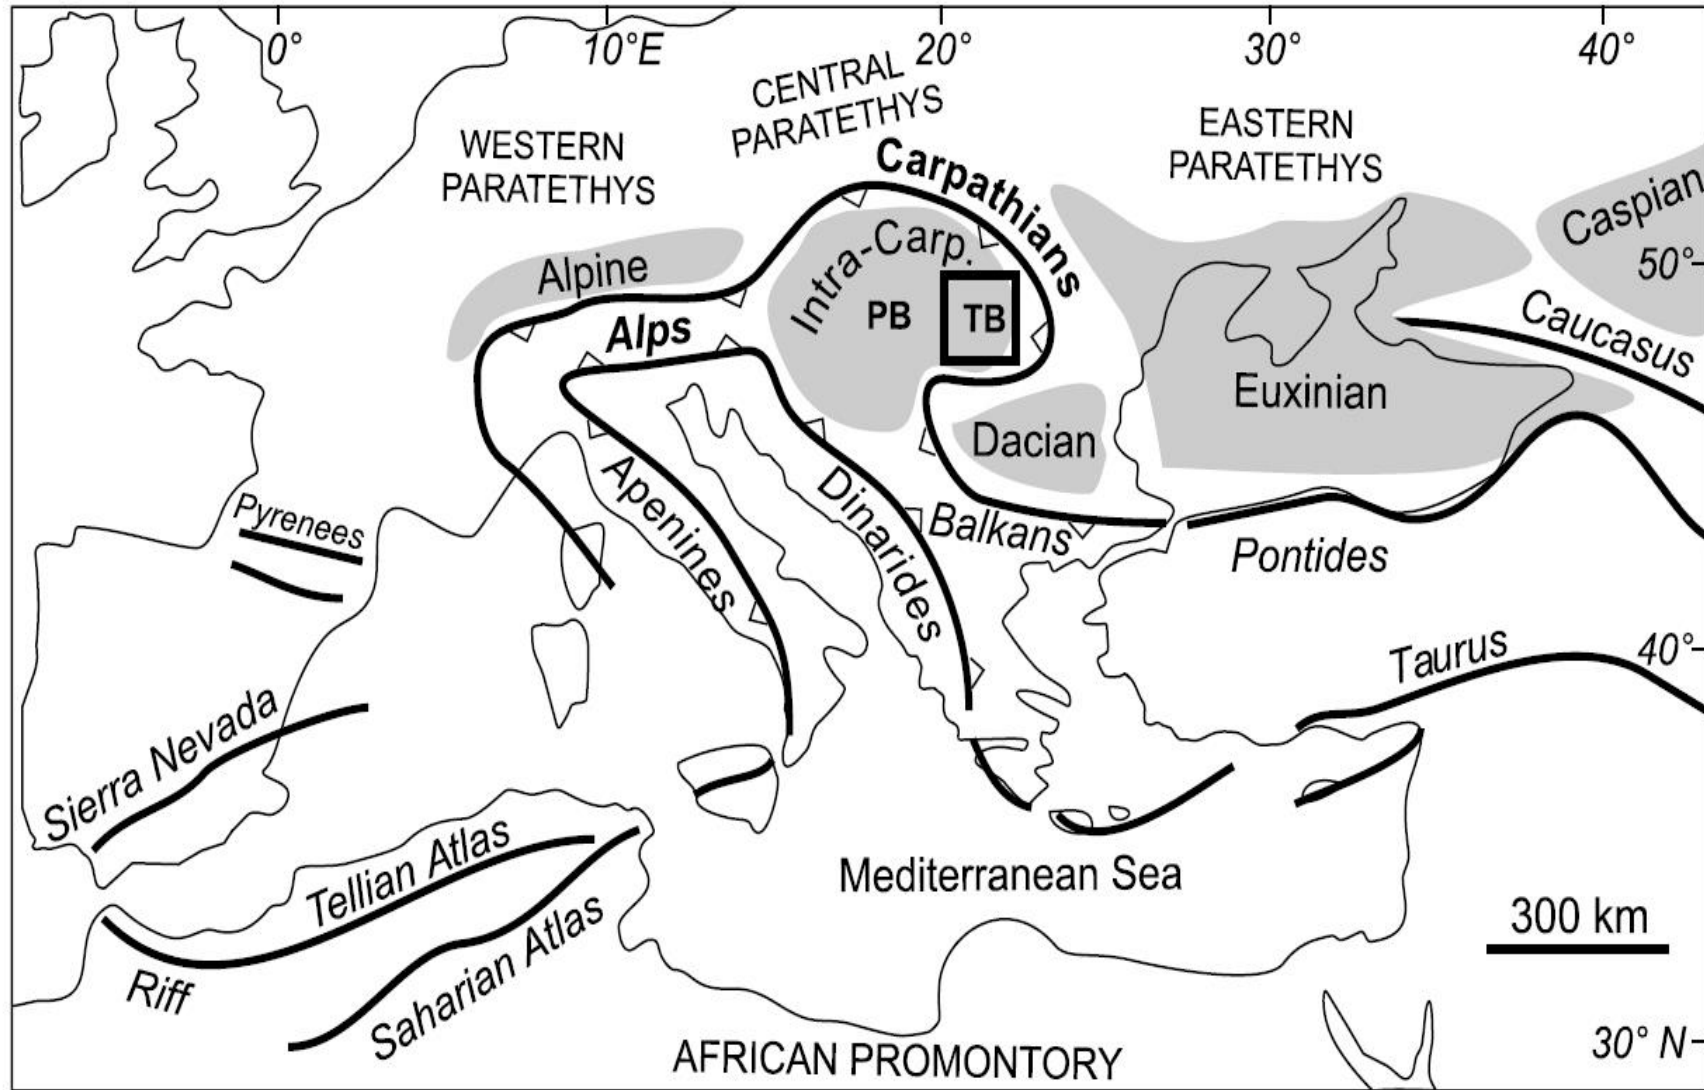 0°
10°E
20°
30°
40°
CENTRAL
PARATETHYS
WESTERN
PARATETHYS
EASTERN
PARATETHYS
Carpathians
Caspian
50°
Intra-Carp.
Alpine
PB
TB
Alps
Caucasus
Euxinian
Dacian
Apenines
Dinarides
Pyrenees
Balkans
Pontides
Taurus
40°
Sierra Nevada
Tellian Atlas
Mediterranean Sea
300 km
Riff
Saharian Atlas
30° N
AFRICAN PROMONTORY